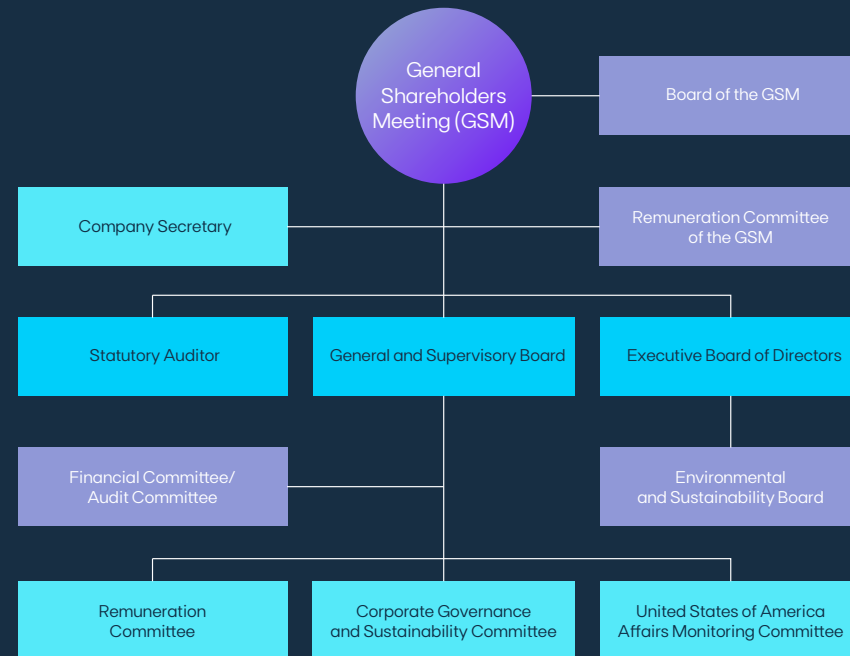 General
Shareholders
Meeting (GSM)
Board of the GSM
Company Secretary
Remuneration Committee
of the GSM
Statutory Auditor
General and Supervisory Board
Executive Board of Directors
Financial Committee/
Audit Committee
Environmental
and Sustainability Board
Remuneration
Committee
Corporate Governance
and Sustainability Committee
United States of America
Affairs Monitoring Committee